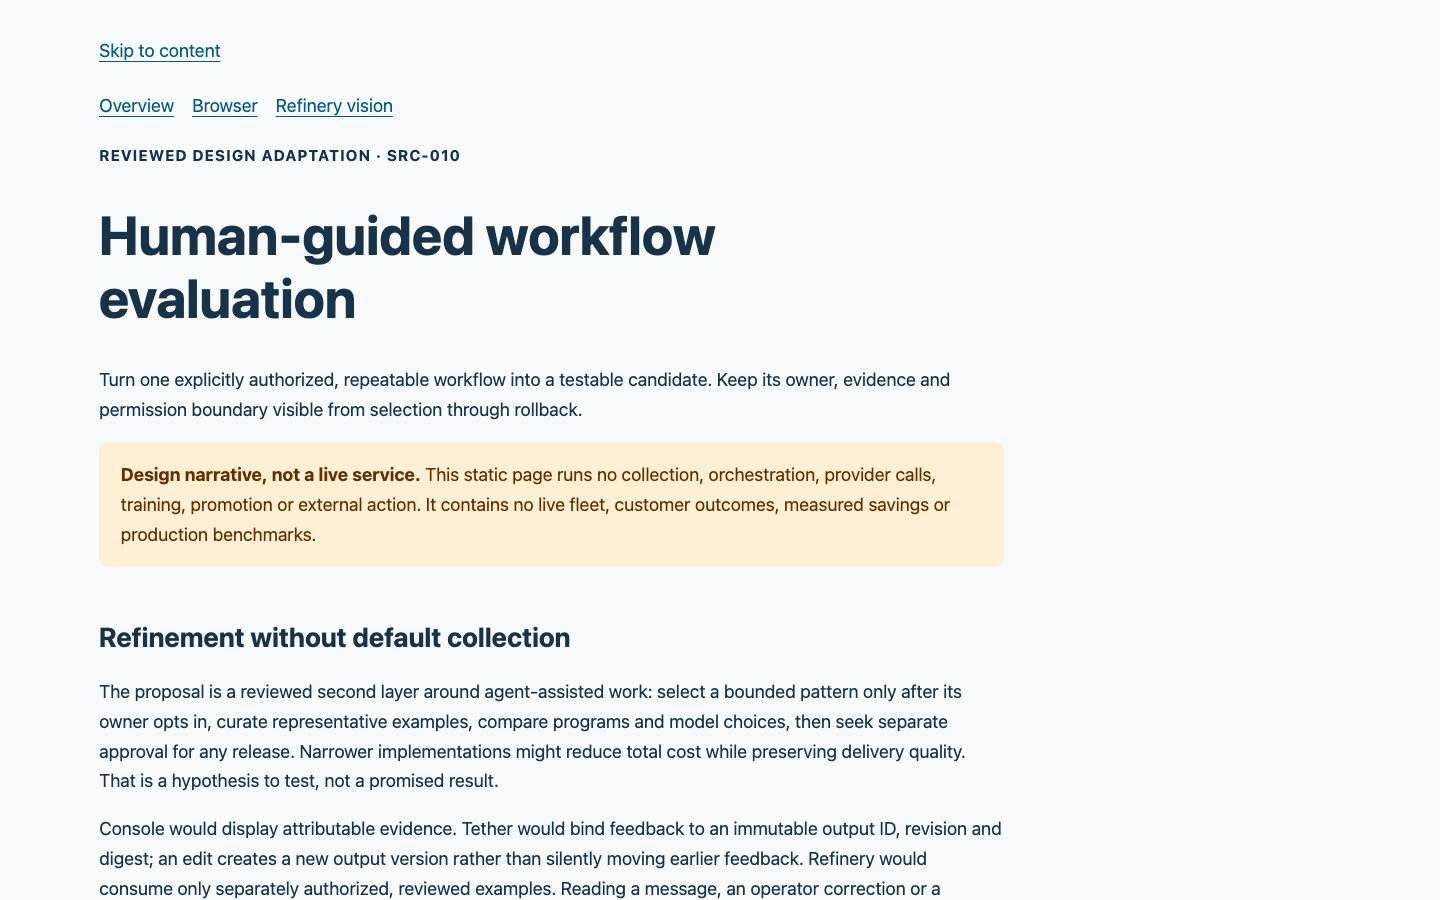 Skip to content
Overview Browser Refinery vision
REVIEWED DESIGN ADAPTATION · SRC-010
Human-guided workflow
evaluation
Turn one explicitly authorized, repeatable workflow into a testable candidate. Keep its owner, evidence and
permission boundary visible from selection through rollback.
Design narrative, not a live service. This static page runs no collection, orchestration, provider calls,
training, promotion or external action. It contains no live fleet, customer outcomes, measured savings or
production benchmarks.
Refinement without default collection
The proposal is a reviewed second layer around agent-assisted work: select a bounded pattern only after its
owner opts in, curate representative examples, compare programs and model choices, then seek separate
approval for any release. Narrower implementations might reduce total cost while preserving delivery quality.
That is a hypothesis to test, not a promised result.
Console would display attributable evidence. Tether would bind feedback to an immutable output ID, revision and
digest; an edit creates a new output version rather than silently moving earlier feedback. Refinery would
consume only separately authorized, reviewed examples. Reading a message, an operator correction or a